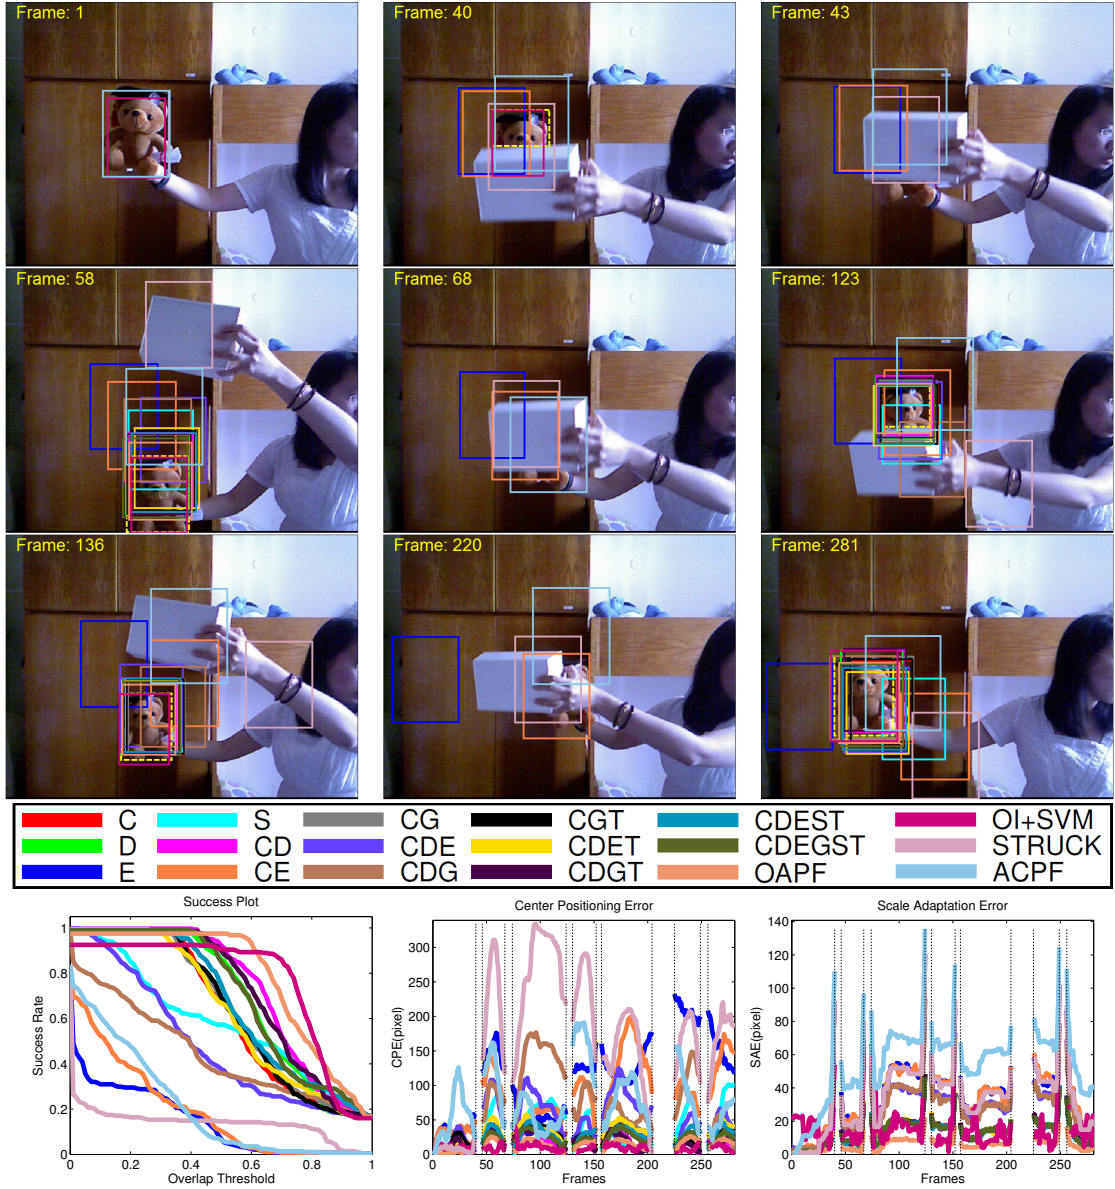 Frame: 1
Frame: 40
Frame: 43
Frame: 58
Frame: 68
Frame: 123
Frame: 136
Frame: 220
Frame: 281
C S CG CGT CDEST OI+SVM
D CD CDE CDET CDEGST STRUCK
E CE CDG CDGT OAPF ACPF
Success Plot
1
0.8
0.6
0.4
0.2
0
Success Rate
0 0.2 0.4 0.6 0.8 1
Overlap Threshold
Center Positioning Error
300
250
200
150
100
50
0
CPE(pixel)
0 50 100 150 200 250
Frames
Scale Adaptation Error
140
120
100
80
60
40
20
0
SAE(pixel)
0 50 100 150 200 250
Frames